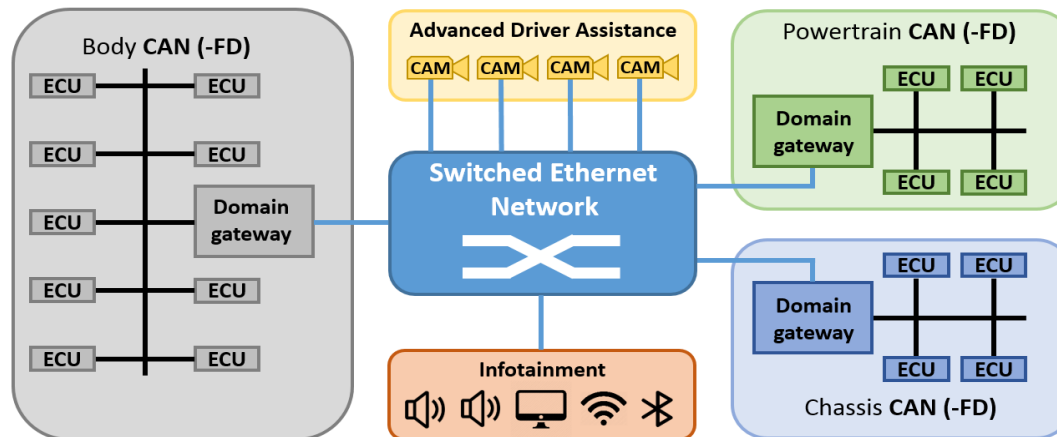 Body CAN (-FD)
ECU ECU
ECU ECU
ECU
Domain
gateway
ECU ECU
ECU ECU
Advanced Driver Assistance
CAM CAM CAM CAM
Switched Ethernet
Network
Infotainment
Powertrain CAN (-FD)
ECU ECU
Domain
gateway
ECU ECU
ECU ECU
Domain
gateway
ECU ECU
Chassis CAN (-FD)